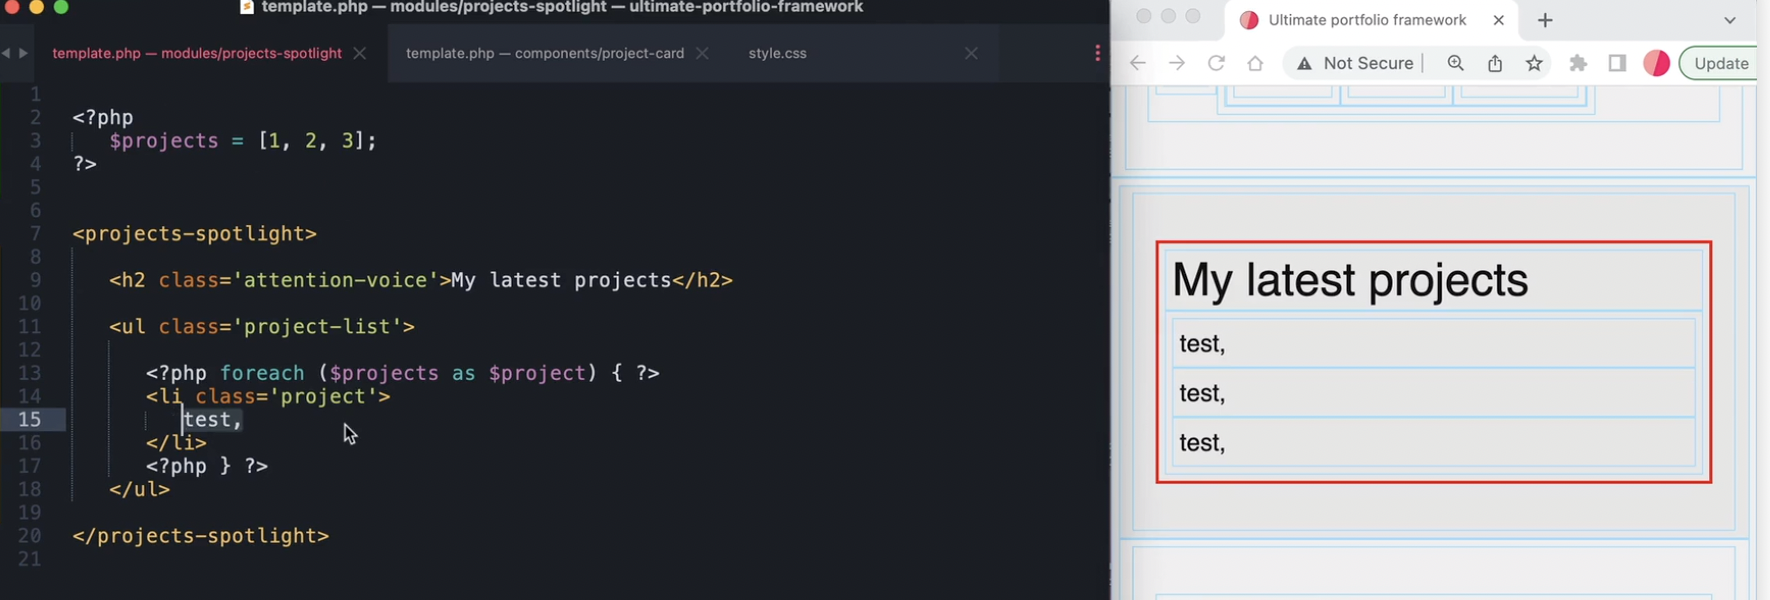 template.php — modules/projects-spotlight — ultimate-portfolio-framework
template.php — modules/projects-spotlight
template.php — components/project-card
style.css
1
2 <?php
3 $projects = [1, 2, 3];
4 ?>
5
6
7 <projects-spotlight>
8
9 <h2 class='attention-voice'>My latest projects</h2>
10
11 <ul class='project-list'>
12
13 <?php foreach ($projects as $project) { ?>
14 <li class='project'>
15 test,
16 </li>
17 <?php } ?>
18 </ul>
19
20 </projects-spotlight>
21
Ultimate portfolio framework
Not Secure
Update
My latest projects
test,
test,
test,